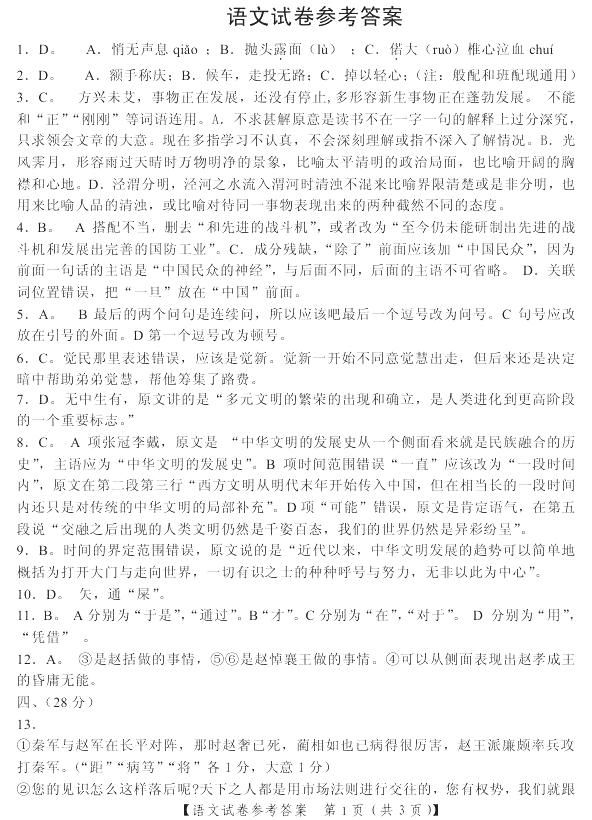 语文试卷参考答案
1．D。 A．悄无声息 qiǎo ；B．抛头露面（lù） ；C．偌大（ruò）椎心泣血 chuí
2．D。 A．额手称庆；B．候车，走投无路；C．掉以轻心；（注：般配和班配现通用）
3．C。 方兴未艾，事物正在发展，还没有停止,多形容新生事物正在蓬勃发展。 不能
和“正”“刚刚”等词语连用。A．不求甚解原意是读书不在一字一句的解释上过分深究，
只求领会文章的大意。现在多指学习不认真，不会深刻理解或指不深入了解情况。B．光
风霁月，形容雨过天晴时万物明净的景象，比喻太平清明的政治局面，也比喻开阔的胸
襟和心地。D．泾渭分明，泾河之水流入渭河时清浊不混来比喻界限清楚或是非分明，也
用来比喻人品的清浊，或比喻对待同一事物表现出来的两种截然不同的态度。
4．B。 A 搭配不当，删去“和先进的战斗机”，或者改为“至今仍未能研制出先进的战
斗机和发展出完善的国防工业”。C．成分残缺，“除了”前面应该加“中国民众”，因为
前面一句话的主语是“中国民众的神经”，与后面不同，后面的主语不可省略。 D．关联
词位置错误，把“一旦”放在“中国”前面。
5．A。 B 最后的两个问句是连续问，所以应该吧最后一个逗号改为问号。C 句号应改
放在引号的外面。D 第一个逗号改为顿号。
6．C。觉民那里表述错误，应该是觉新。觉新一开始不同意觉慧出走，但后来还是决定
暗中帮助弟弟觉慧，帮他筹集了路费。
7．D。无中生有，原文讲的是“多元文明的繁荣的出现和确立，是人类进化到更高阶段
的一个重要标志。”
8．C。 A 项张冠李戴，原文是 “中华文明的发展史从一个侧面看来就是民族融合的历
史”，主语应为“中华文明的发展史”。B 项时间范围错误“一直”应该改为“一段时间
内”，原文在第二段第三行“西方文明从明代末年开始传入中国，但在相当长的一段时间
内还只是对传统的中华文明的局部补充”。D 项“可能”错误，原文是肯定语气，在第五
段说“交融之后出现的人类文明仍然是千姿百态，我们的世界仍然是异彩纷呈”。
9．B。时间的界定范围错误，原文说的是“近代以来，中华文明发展的趋势可以简单地
概括为打开大门与走向世界，一切有识之士的种种呼号与努力，无非以此为中心”。
10．D。 矢，通“屎”。
11．B。 A 分别为“于是”，“通过”。B“才”。C 分别为“在”，“对于”。 D 分别为“用”，
“凭借” 。
12．A。 ③是赵括做的事情，⑤⑥是赵悼襄王做的事情。④可以从侧面表现出赵孝成王
的昏庸无能。
四、（28 分）
13．
①秦军与赵军在长平对阵，那时赵奢已死，蔺相如也已病得很厉害，赵王派廉颇率兵攻
打秦军。（“距”“病笃”“将”各 1 分，大意 1 分）
②您的见识怎么这样落后呢?天下之人都是用市场法则进行交往的，您有权势，我们就跟
【语文试卷参考答案 第 1 页（共 3 页）】